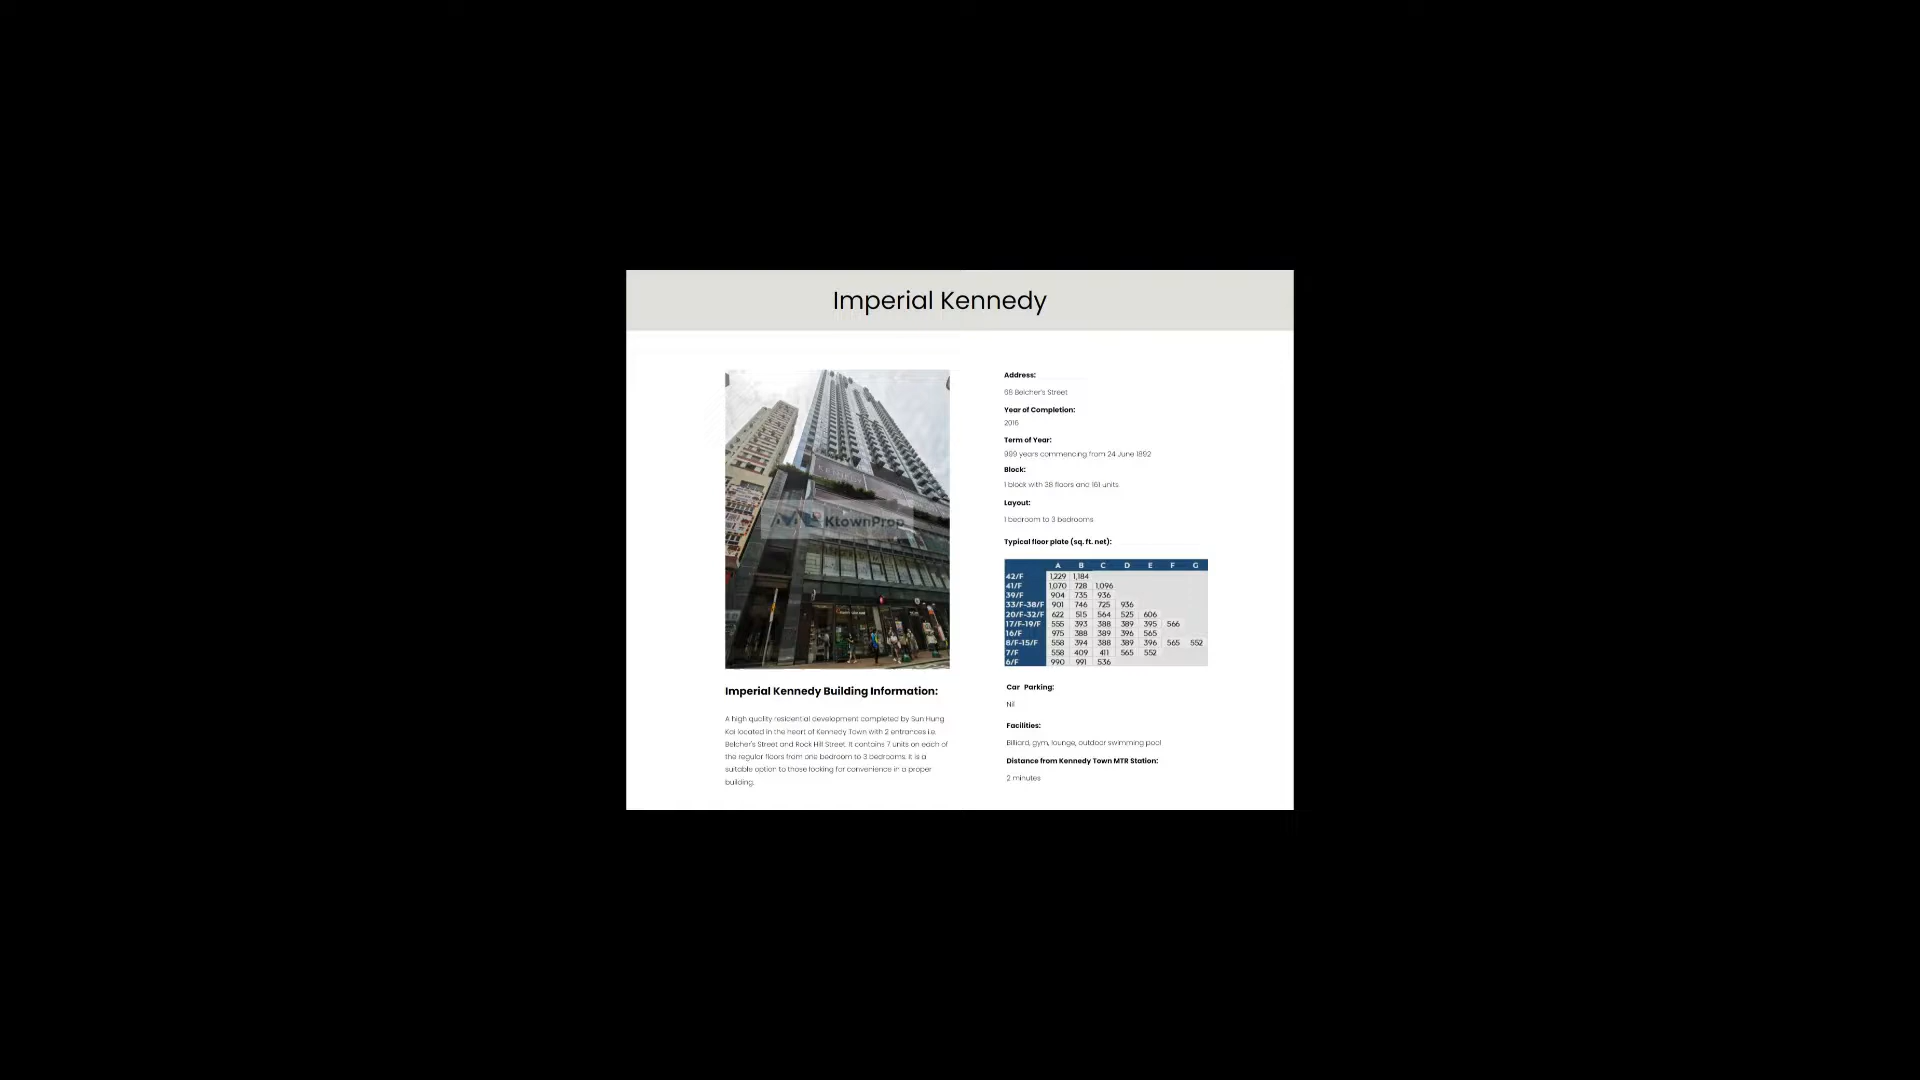 Imperial Kennedy
KtownProp
Imperial Kennedy Building Information:
A high quality residential development completed by Sun Hung
Kai located in the heart of Kennedy Town with 2 entrances i.e.
Belcher's Street and Rock Hill Street. It contains 7 units on each of
the regular floors from one bedroom to 3 bedrooms. It is a
suitable option to those looking for convenience in a proper
building.
Address:
68 Belcher's Street
Year of Completion:
2016
Term of Year:
999 years commencing from 24 June 1892
Block:
1 block with 38 floors and 161 units
Layout:
1 bedroom to 3 bedrooms
Typical floor plate (sq. ft. net):
A B C D E F G
42/F 1,229 1,184
41/F 1,070 728 1,096
39/F 904 735 936
33/F-38/F 901 746 725 936
20/F-32/F 622 515 564 525 606
17/F-19/F 555 393 388 389 395 566
16/F 975 388 389 396 565
8/F-15/F 558 394 388 389 396 565 552
7/F 558 409 411 565 552
6/F 990 991 536
Car Parking:
Nil
Facilities:
Billiard, gym, lounge, outdoor swimming pool
Distance from Kennedy Town MTR Station:
2 minutes